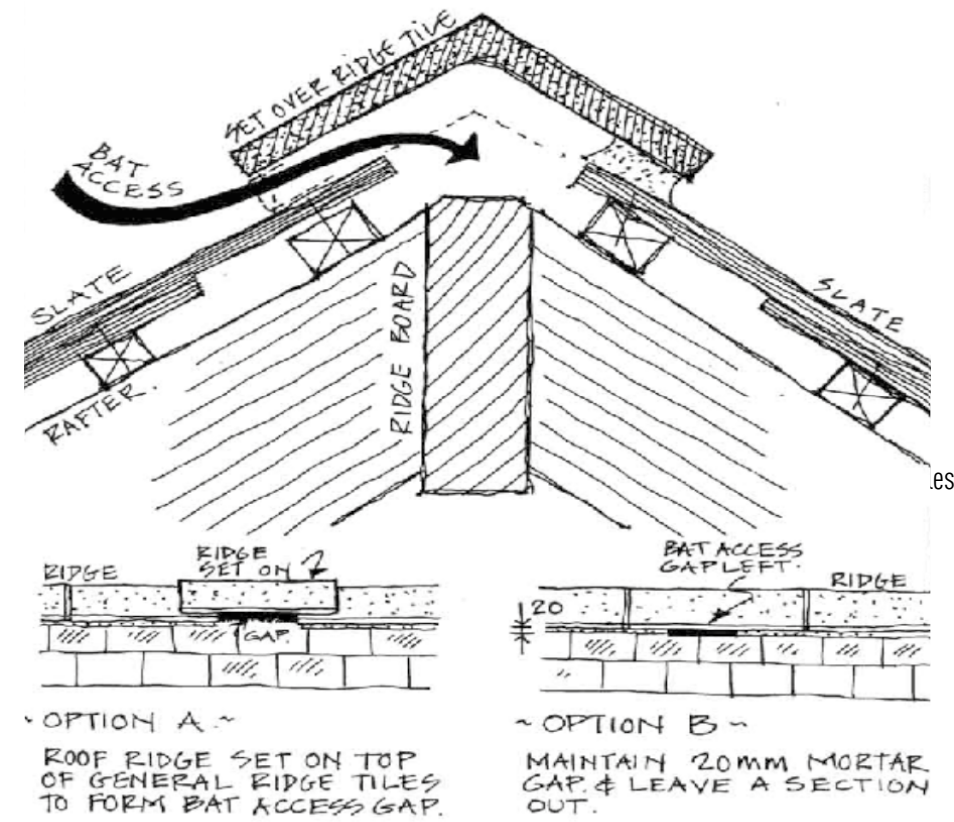 SET OVER RIDGE TILE
BAT
ACCESS
SLATE
RAFTER.
RIDGE BOARD
SLATE
es
RIDGE
RIDGE
SET ON
GAP.
BAT ACCESS
GAP LEFT.
RIDGE
20
~ OPTION A. ~
ROOF RIDGE SET ON TOP
OF GENERAL RIDGE TILES
TO FORM BAT ACCESS GAP.
~ OPTION B ~
MAINTAIN 20mm MORTAR
GAP. & LEAVE A SECTION
OUT.